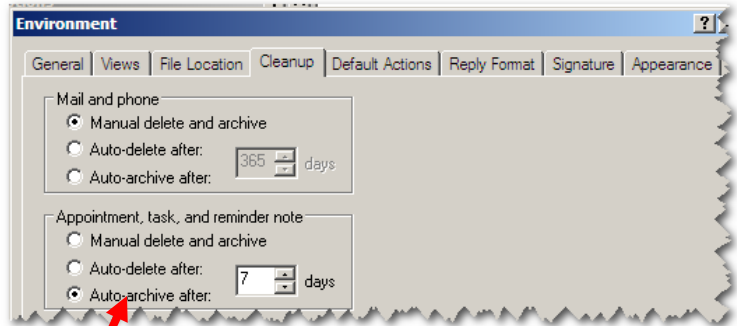 Environment
?
General Views File Location Cleanup Default Actions Reply Format Signature Appearance
Mail and phone
Manual delete and archive
Auto-delete after:
365 days
Auto-archive after:
Appointment, task, and reminder note
Manual delete and archive
Auto-delete after:
7 days
Auto-archive after: